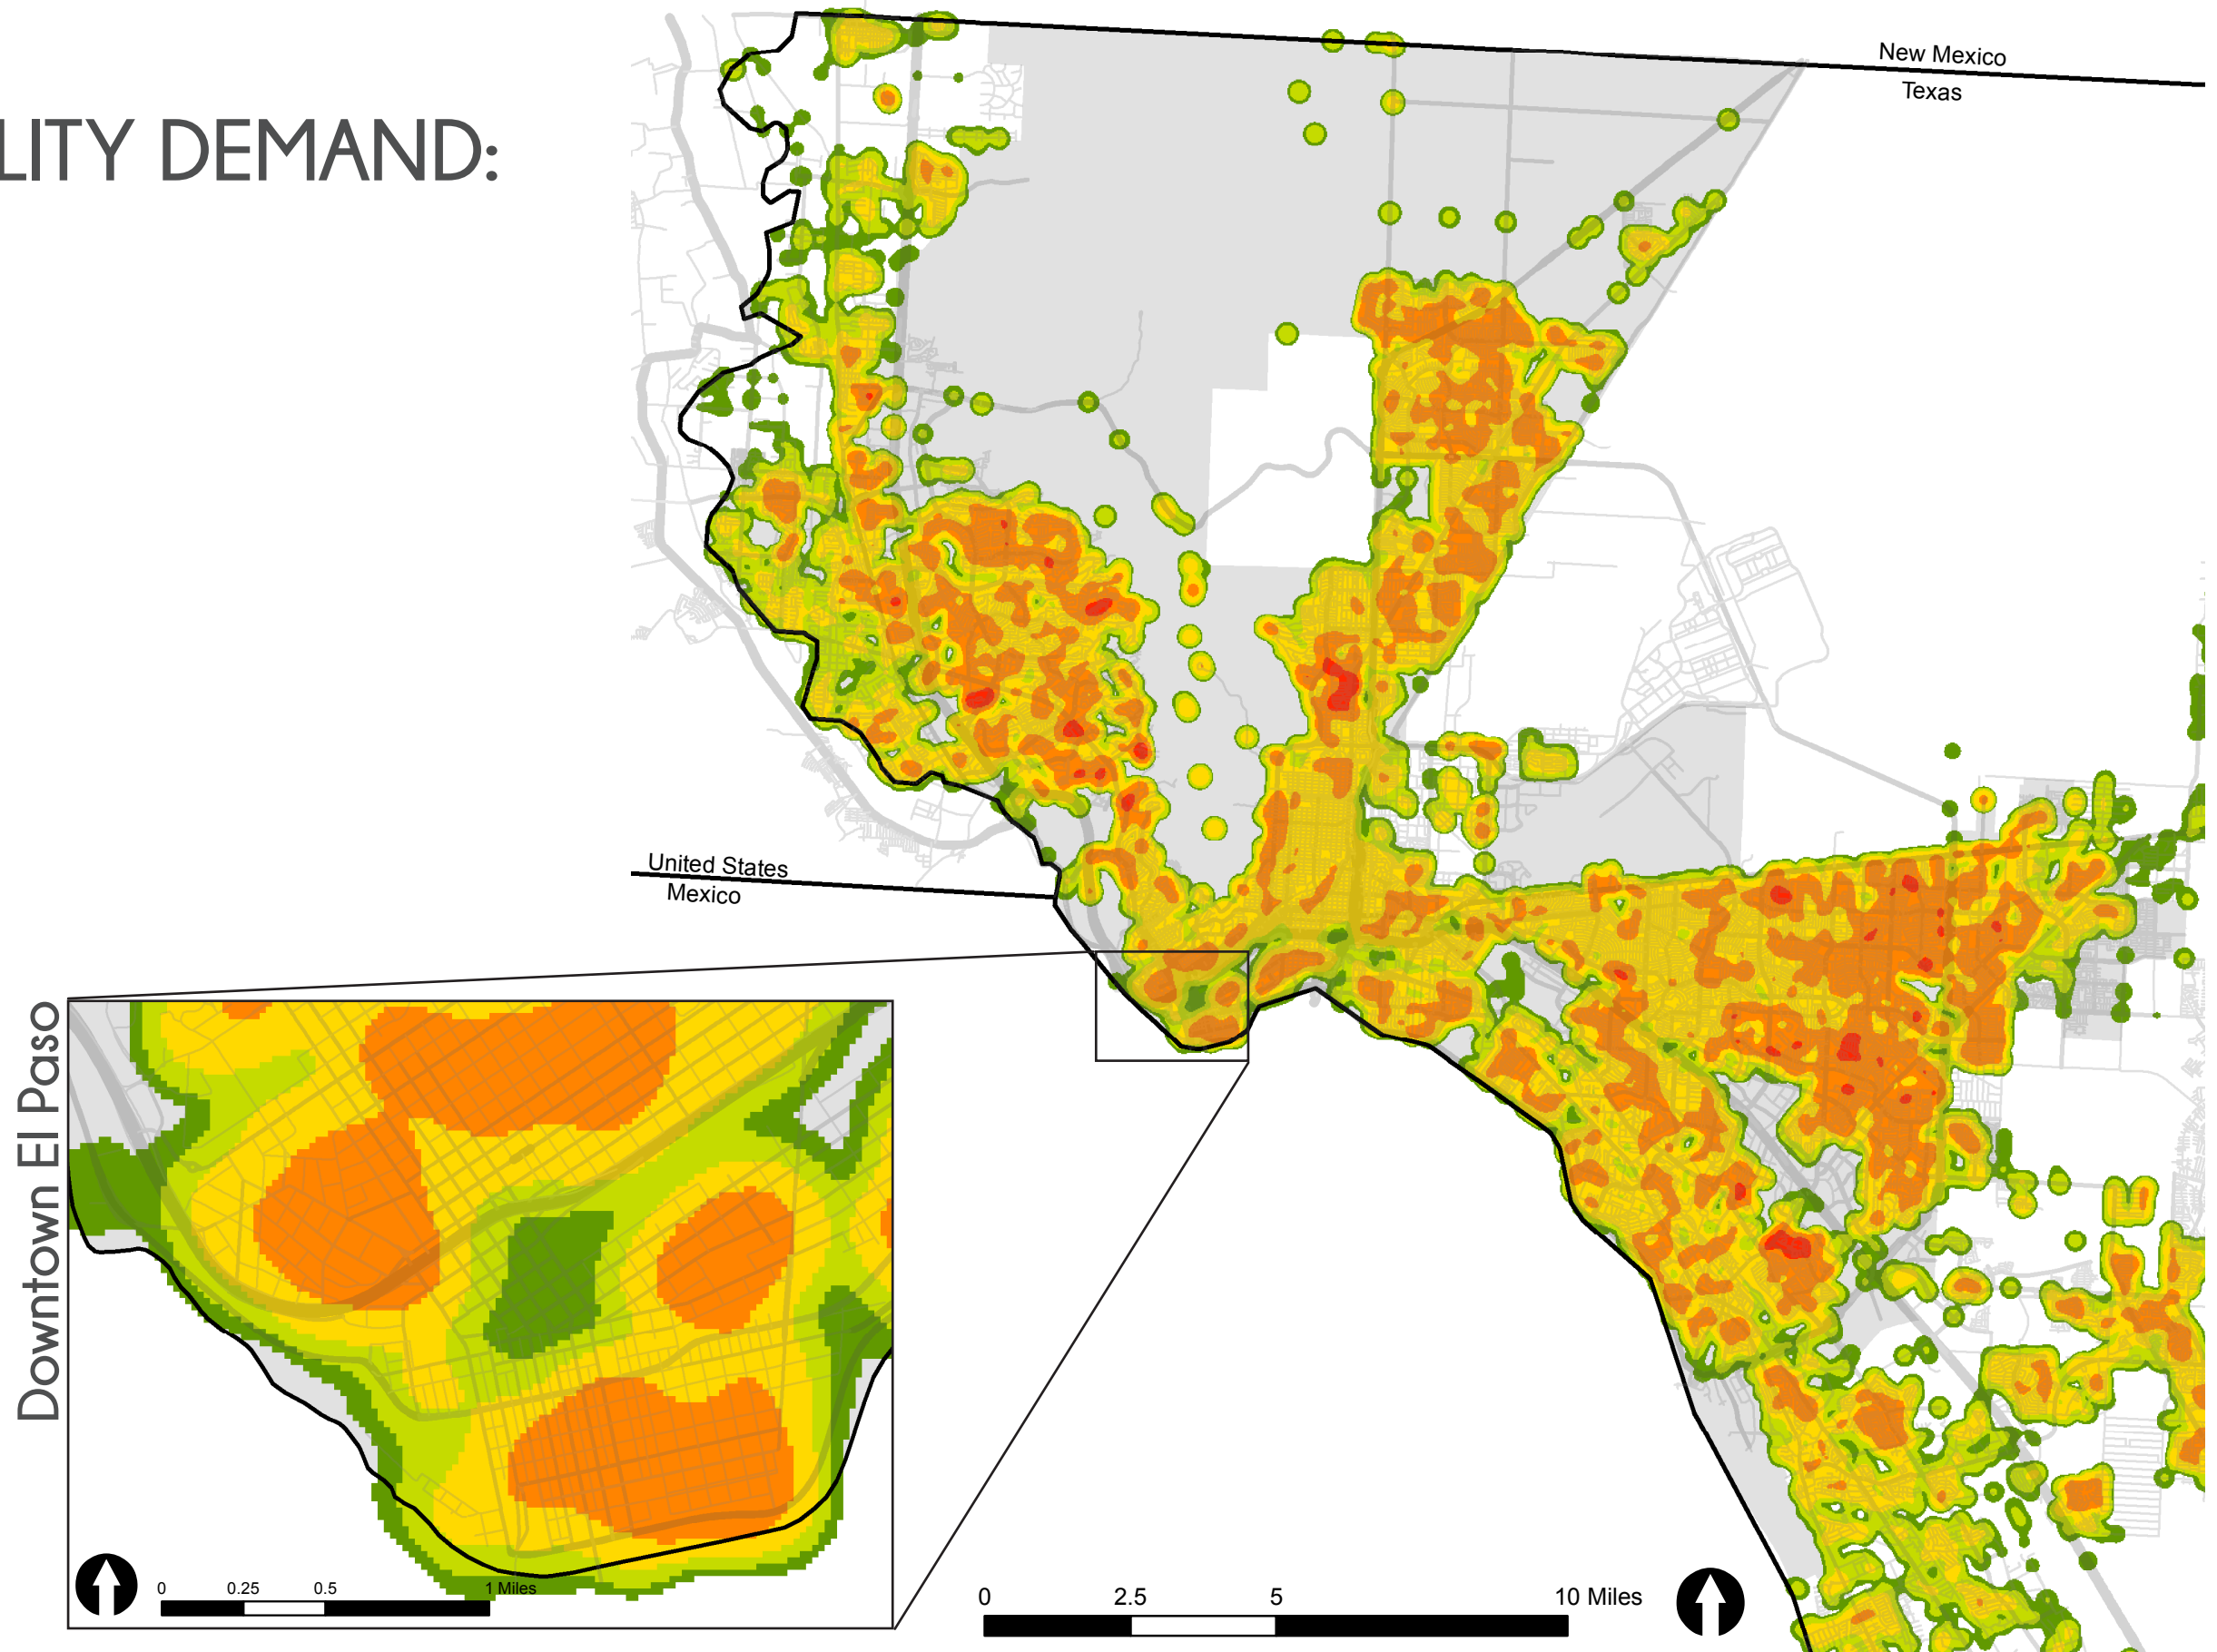 LITY DEMAND:
New Mexico
Texas
United States
Mexico
Downtown El Paso
0 0.25 0.5 1 Miles
0 2.5 5 10 Miles